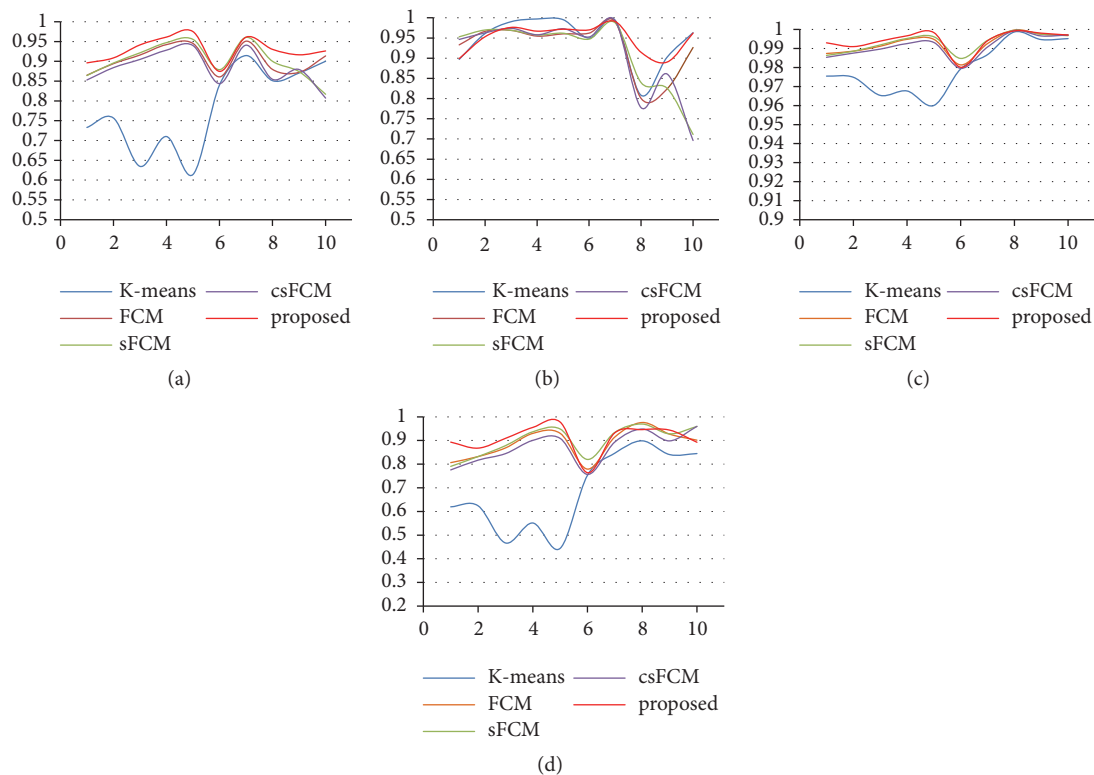 1
0.95
0.9
0.85
0.8
0.75
0.7
0.65
0.6
0.55
0.5
0 2 4 6 8 10
K-means csFCM
FCM proposed
sFCM
(a)
1
0.95
0.9
0.85
0.8
0.75
0.7
0.65
0.6
0.55
0.5
0 2 4 6 8 10
K-means csFCM
FCM proposed
sFCM
(b)
1
0.99
0.98
0.97
0.96
0.95
0.94
0.93
0.92
0.91
0.9
0 2 4 6 8 10
K-means csFCM
FCM proposed
sFCM
(c)
1
0.9
0.8
0.7
0.6
0.5
0.4
0.3
0.2
0 2 4 6 8 10
K-means csFCM
FCM proposed
sFCM
(d)